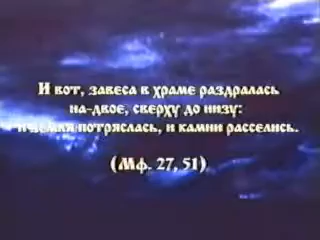 И вот, завеса в храме раздралась
на-двое, сверху до низу:
и земля потряслась, и камни расселись.
(Мф. 27, 51)